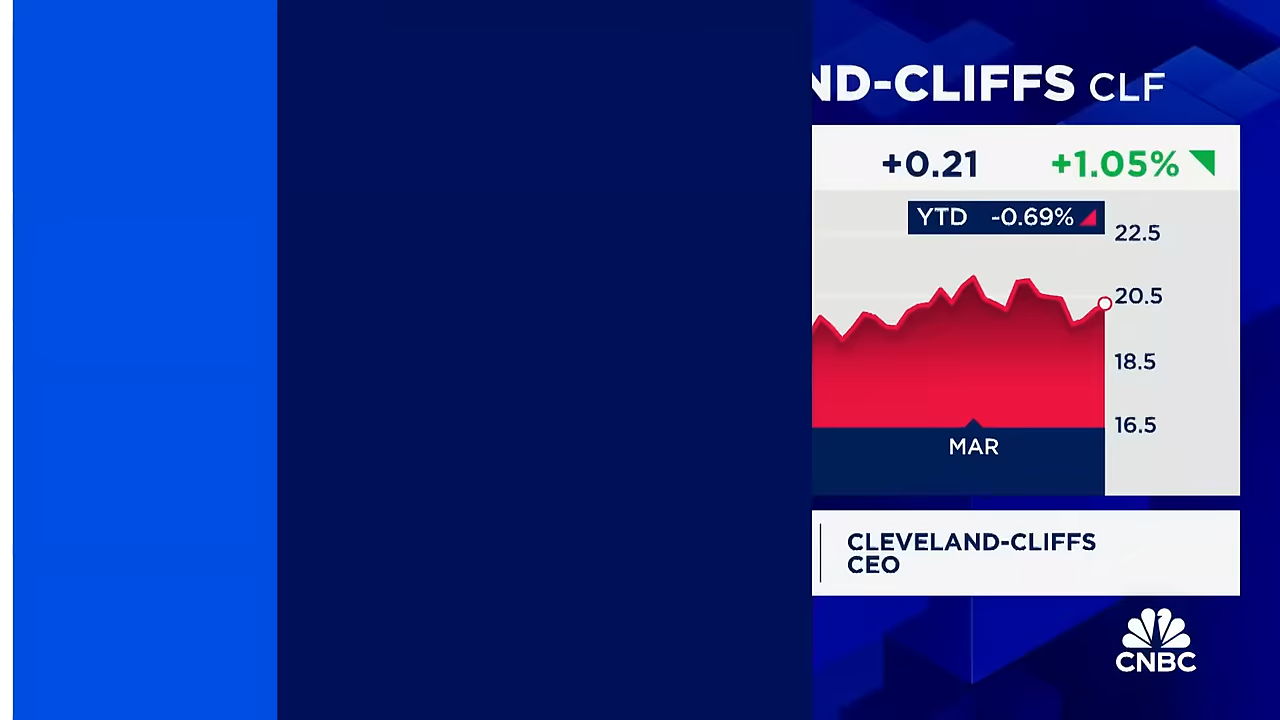 ND-CLIFFS CLF
+0.21 +1.05%
YTD -0.69%
22.5
20.5
18.5
16.5
MAR
CLEVELAND-CLIFFS
CEO
CNBC